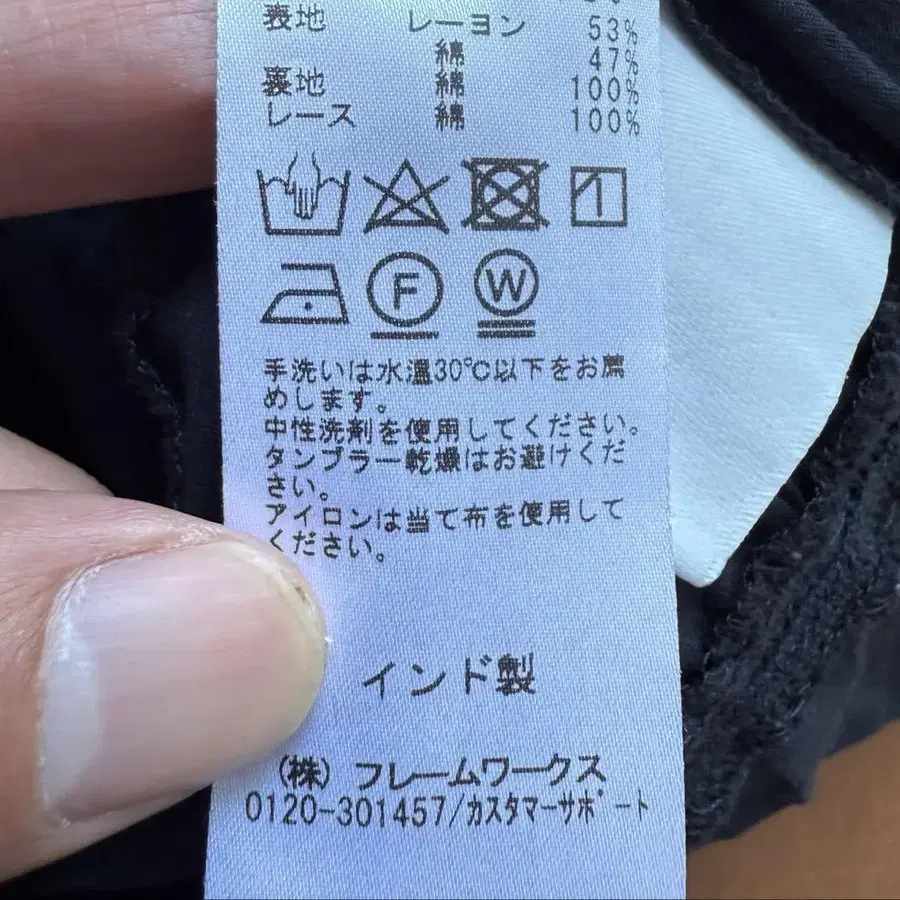 表地 レーヨン 53%
綿 47%
裏地 綿 100%
レース 綿 100%
F W
手洗いは水温30℃以下をお薦
めします。
中性洗剤を使用してください。
タンブラー乾燥はお避けくだ
さい。
アイロンは当て布を使用して
ください。
インド製
(株) フレームワークス
0120-301457/カスタマーサポート